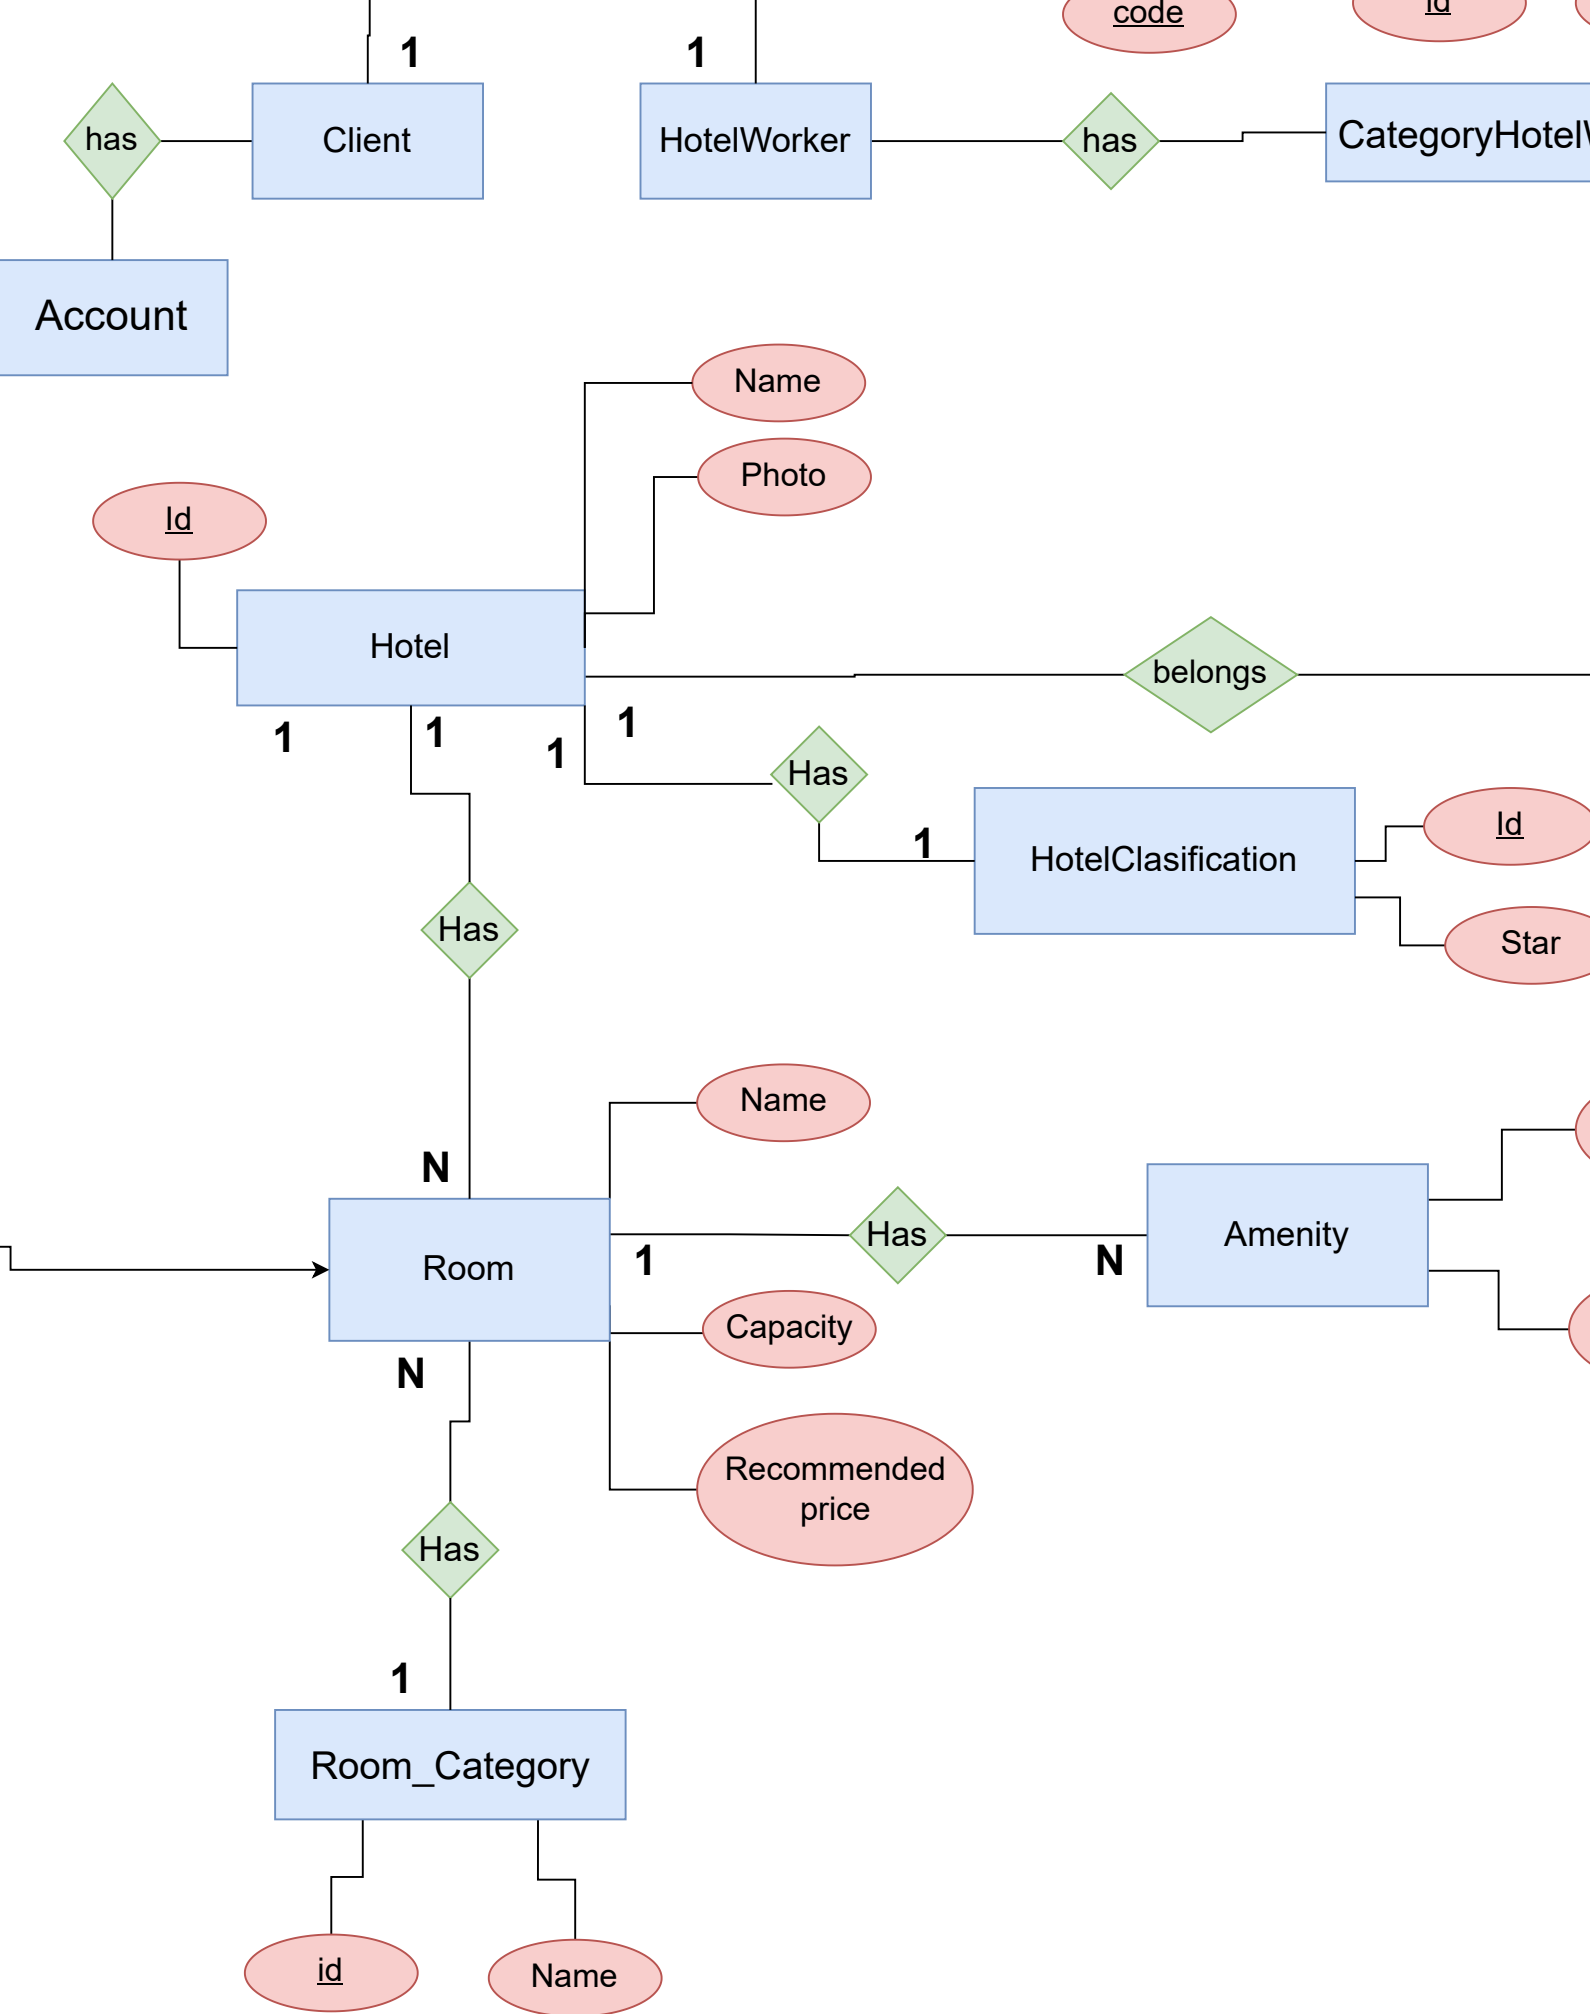 code
Id
1
1
has
Client
HotelWorker
has
CategoryHotel
Account
Name
Photo
Id
Hotel
belongs
1
1
1
1
Has
Id
1
HotelClasification
Has
Star
Name
N
Has
Amenity
Room
1
N
Capacity
N
Recommended
price
Has
1
Room_Category
id
Name